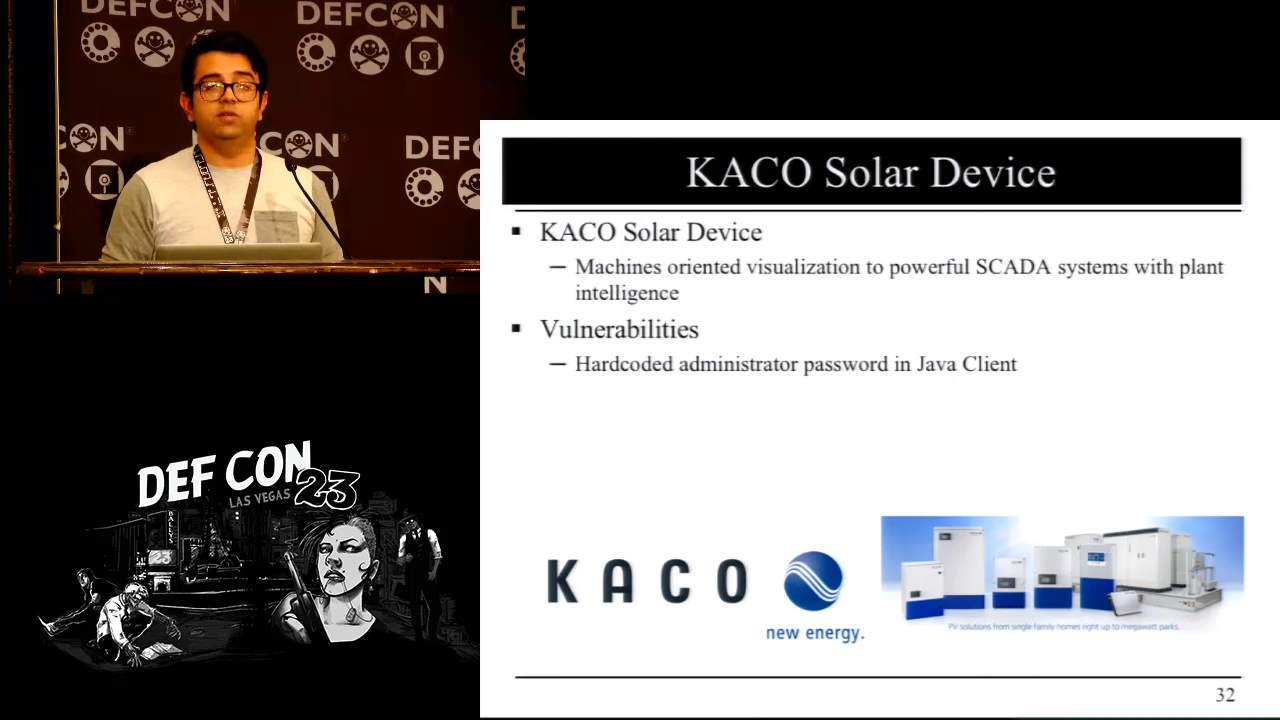 DEFCON
DEFCON
CON
DEF
N
KACO Solar Device
▪ KACO Solar Device
– Machines oriented visualization to powerful SCADA systems with plant
intelligence
▪ Vulnerabilities
– Hardcoded administrator password in Java Client
DEF CON
LAS VEGAS 23
BALLYS
KACO
new energy.
PV solutions from single family homes right up to megawatt parks.
32